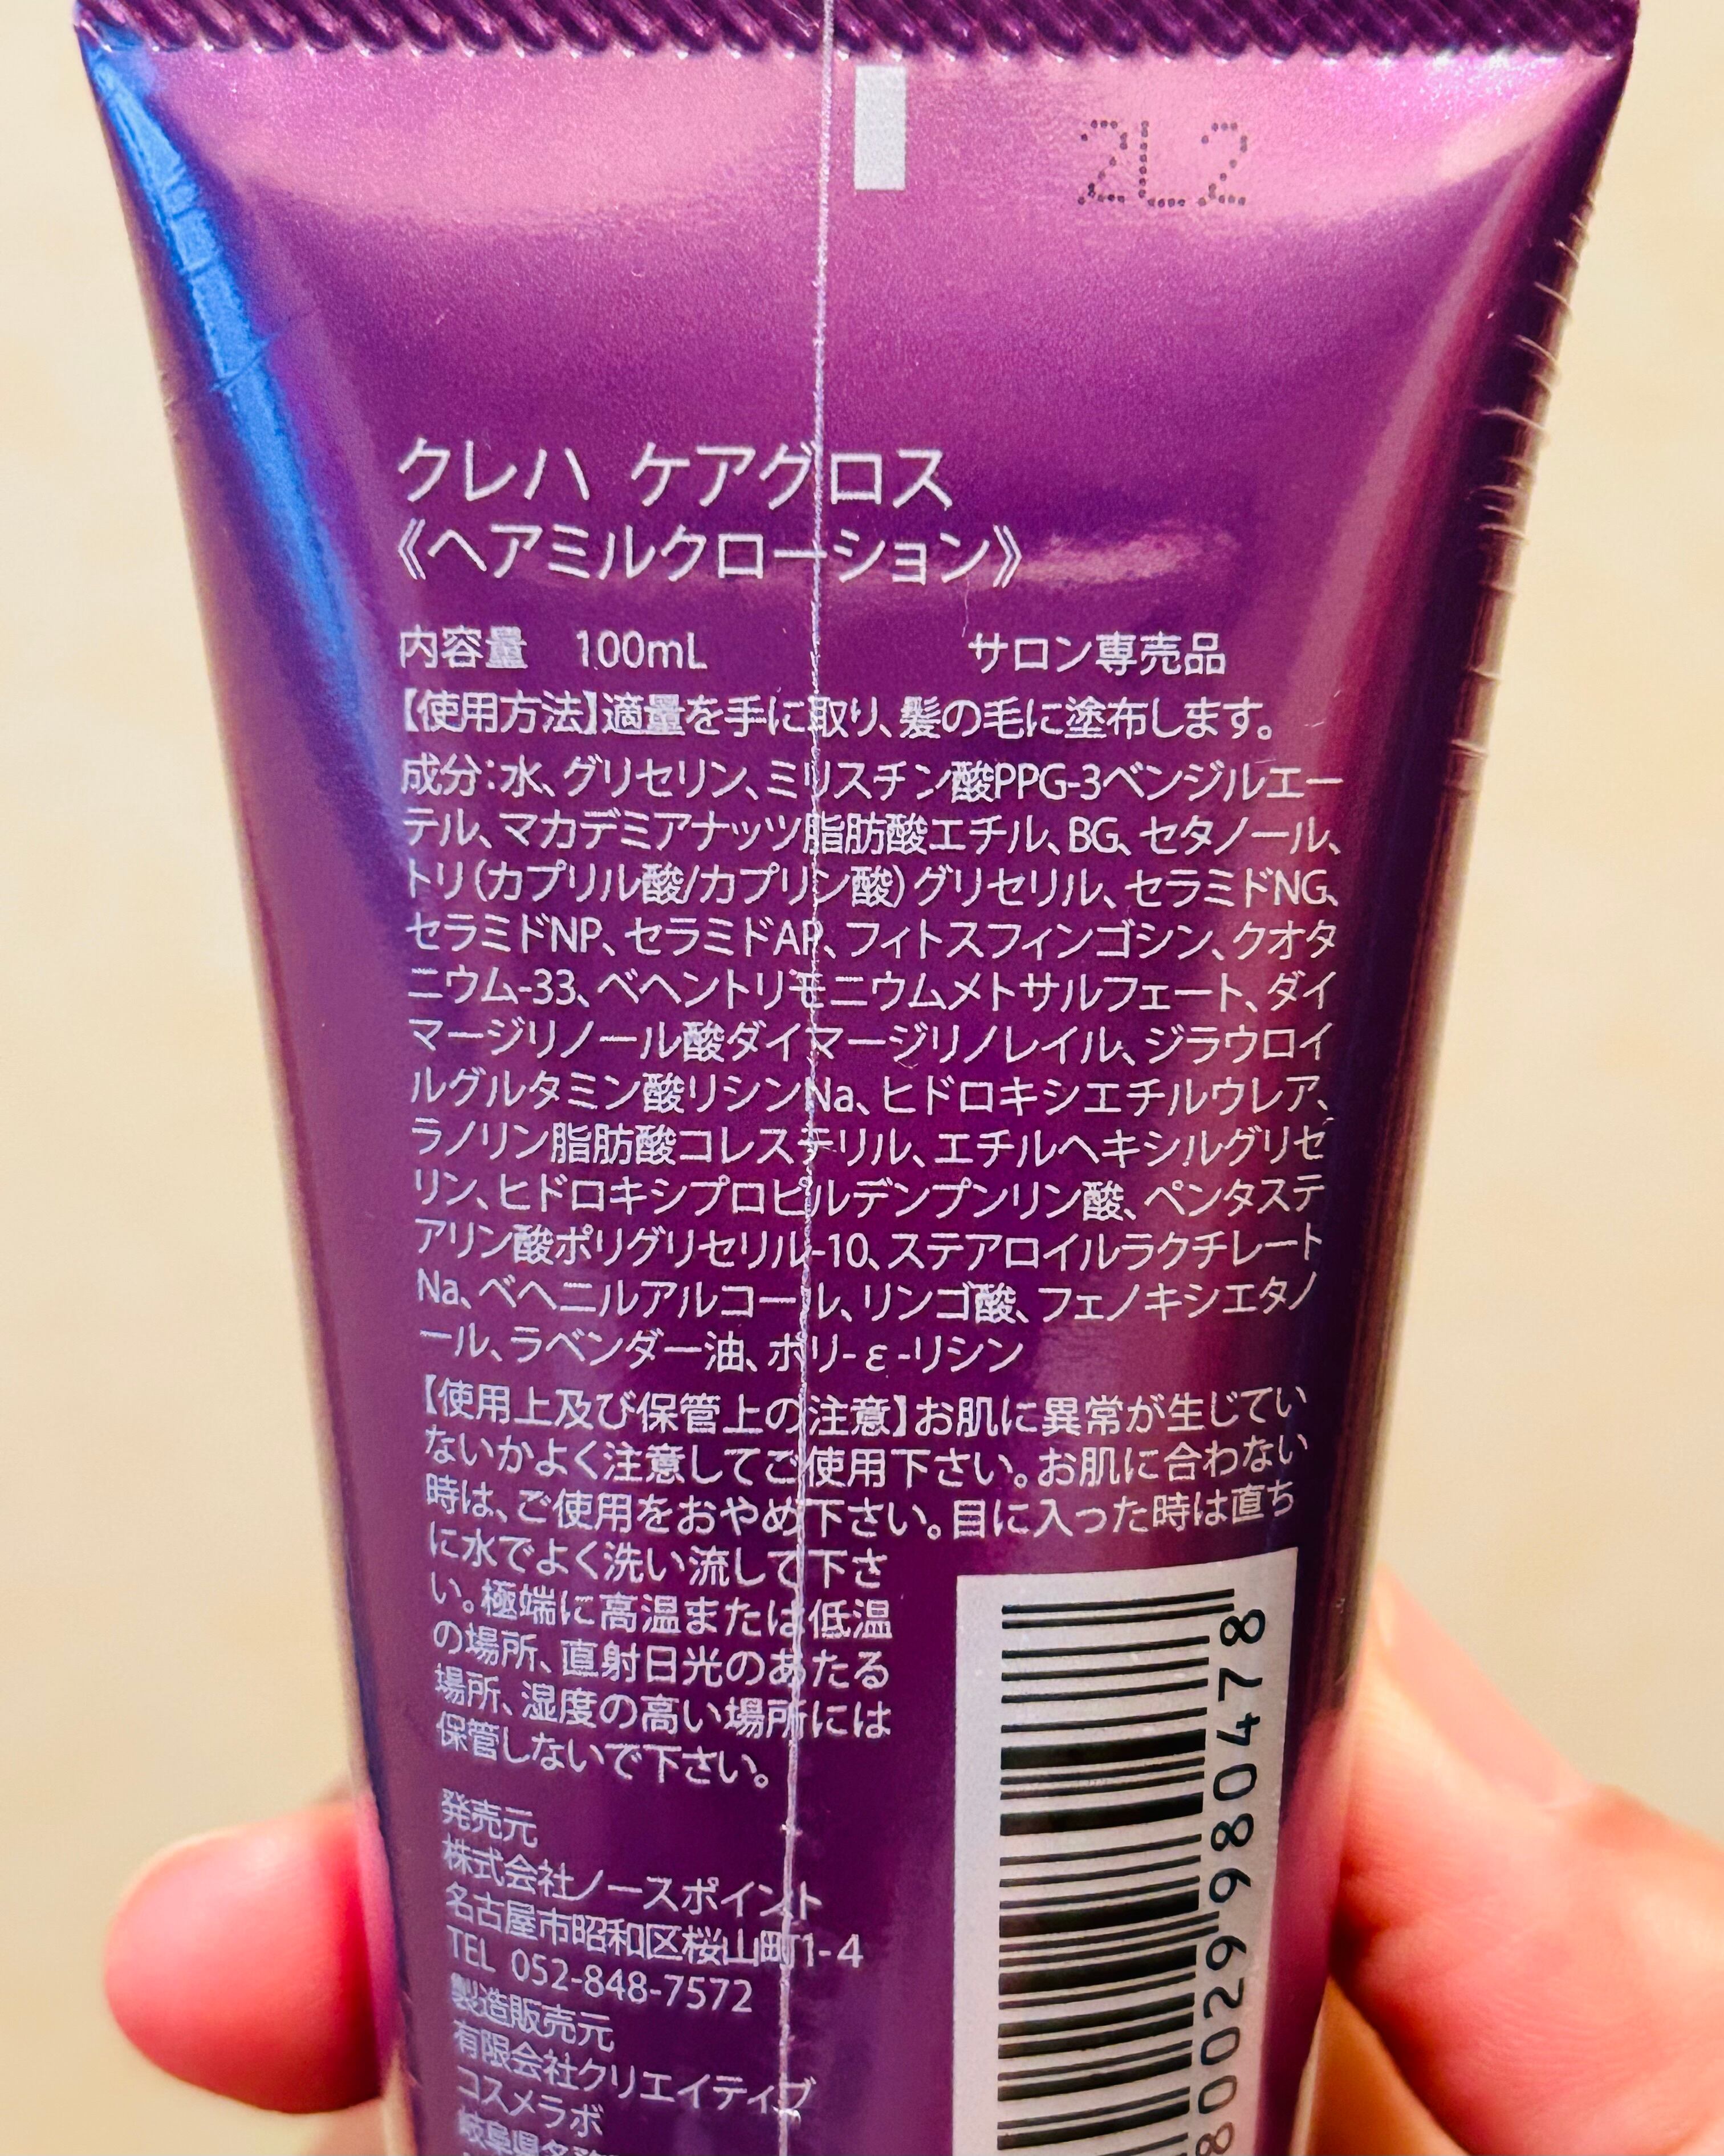 2L2
クレハ ケアグロス
《ヘアミルクローション》
内容量 100mL サロン専売品
【使用方法】適量を手に取り、髪の毛に塗布します。
成分：水、グリセリン、ミリスチン酸PPG-3ベンジルエー
テル、マカデミアナッツ脂肪酸エチル、BG、セタノール、
トリ(カプリル酸/カプリン酸)グリセリル、セラミドNG、
セラミドNP、セラミドAP、フィトスフィンゴシン、クオタ
ニウム-33、ベヘントリモニウムメトサルフェート、ダイ
マージリノール酸ダイマージリノレイル、ジラウロイ
ルグルタミン酸リシンNa、ヒドロキシエチルウレア、
ラノリン脂肪酸コレステリル、エチルヘキシルグリセ
リン、ヒドロキシプロピルデンプンリン酸、ペンタステ
アリン酸ポリグリセリル-10、ステアロイルラクチレート
Na、ベヘニルアルコール、リンゴ酸、フェノキシエタノ
ール、ラベンダー油、ポリ-ε-リシン
【使用上及び保管上の注意】お肌に異常が生じてい
ないかよく注意してご使用下さい。お肌に合わない
時は、ご使用をおやめ下さい。目に入った時は直ち
に水でよく洗い流して下さ
い。極端に高温または低温
の場所、直射日光のあたる
場所、湿度の高い場所には
保管しないで下さい。
発売元
株式会社ノースポイント
名古屋市昭和区桜山町1-4
TEL 052-848-7572
製造販売元
有限会社クリエイティブ
コスメラボ
岐阜県各務
80029980478